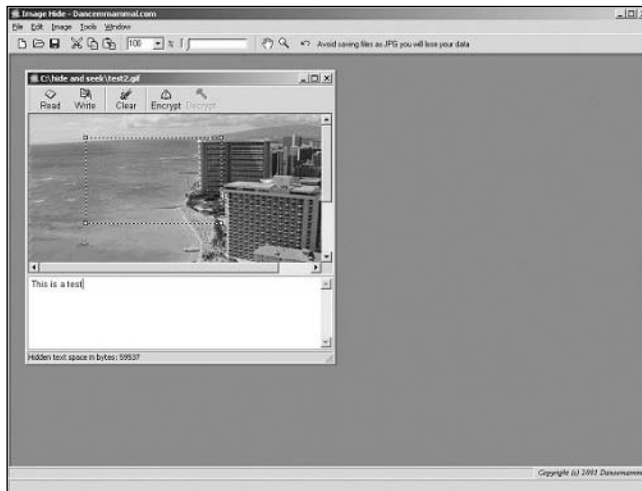 Image Hide - Dancemammal.com
File Edit Image Tools Window
100 % Avoid saving files as JPG you will lose your data
C:\hide and seek\test2.gif
Read Write Clear Encrypt Decrypt
This is a test
Hidden text space in bytes: 59537
Copyright (c) 2001 Dancemammal